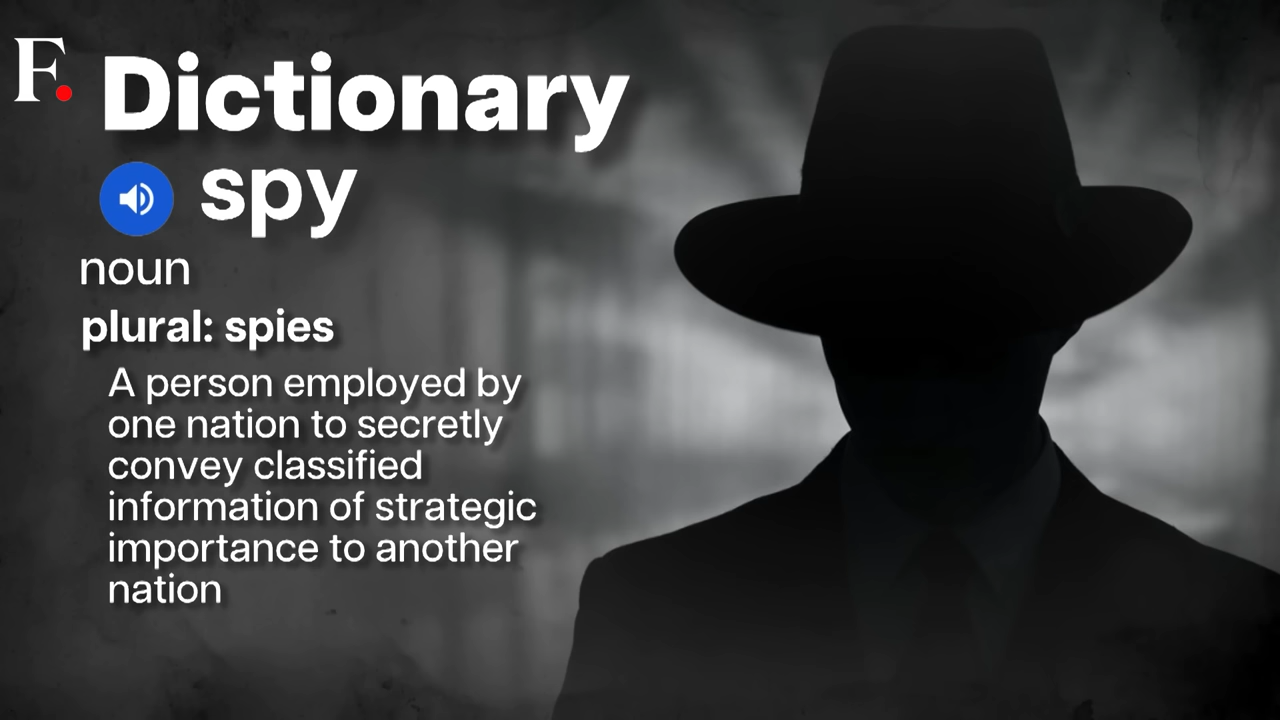 F.
Dictionary
spy
noun
plural: spies
A person employed by
one nation to secretly
convey classified
information of strategic
importance to another
nation